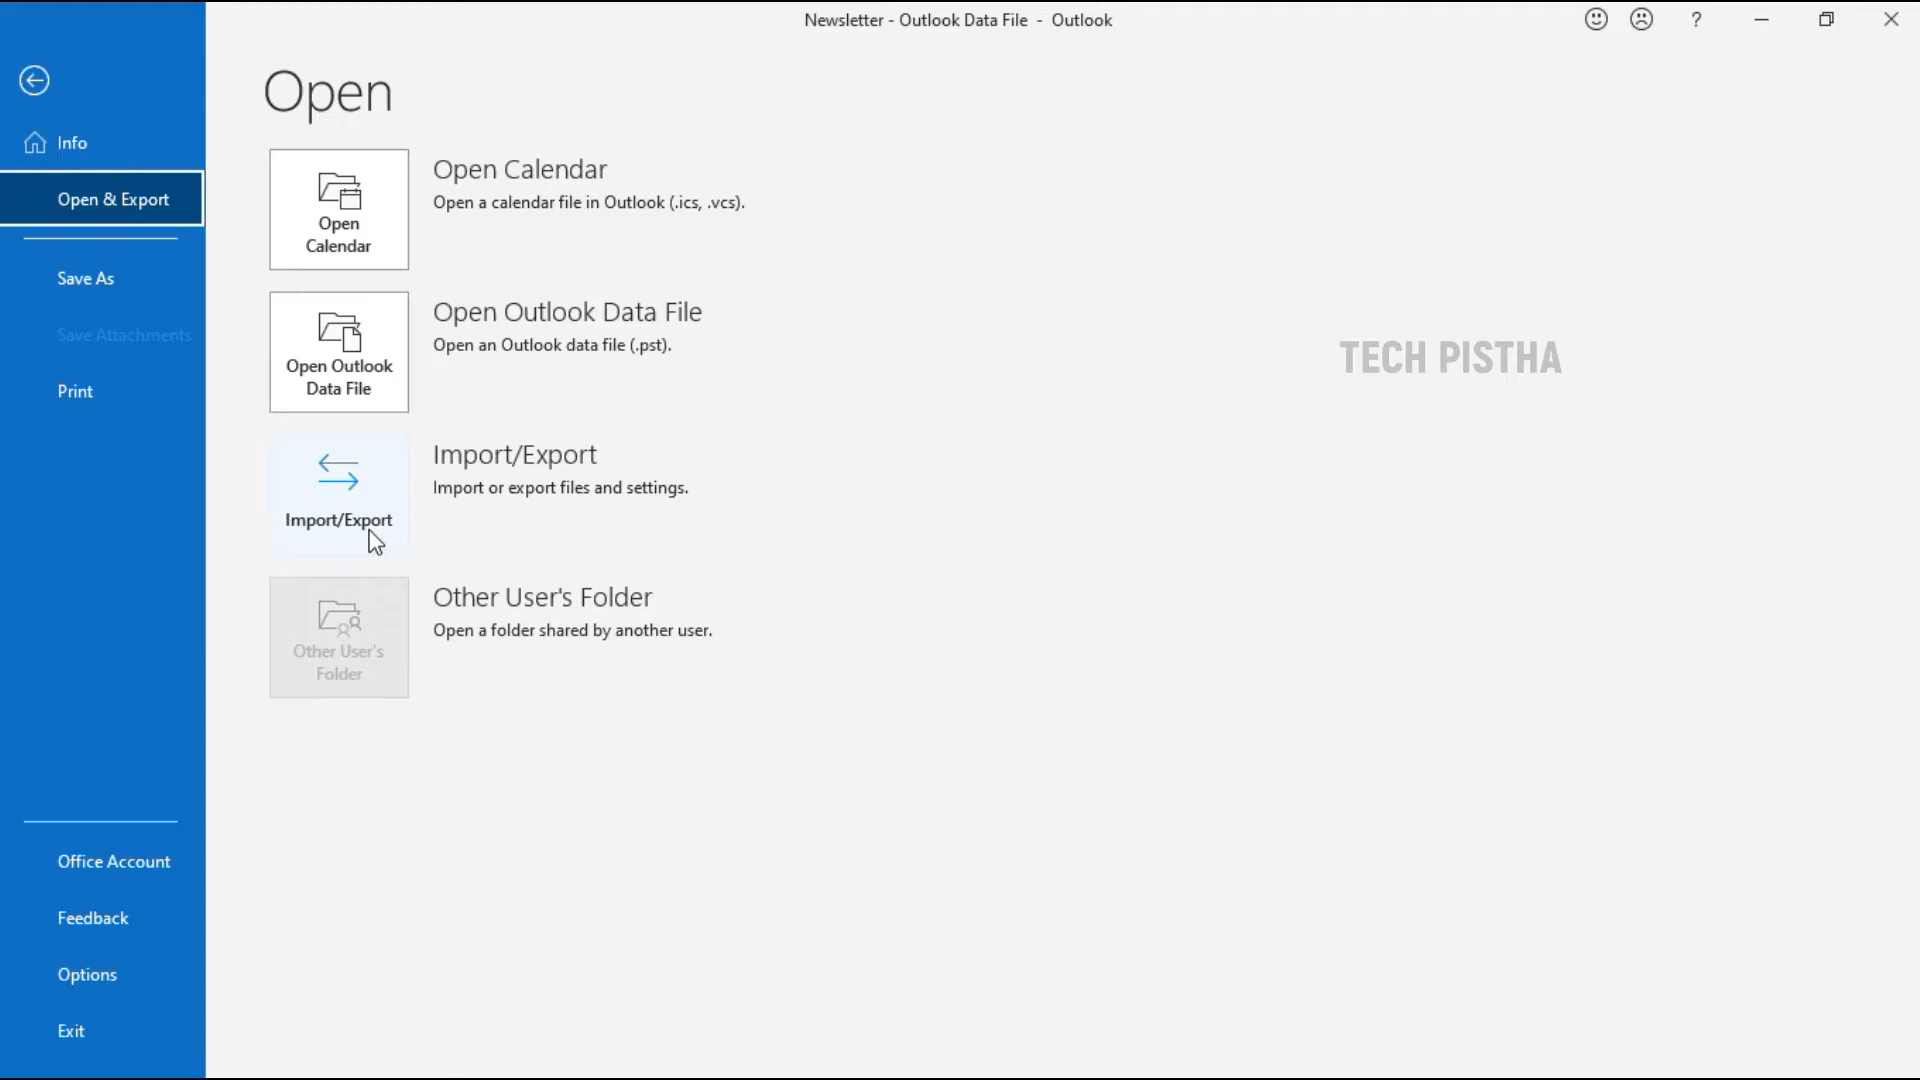 Newsletter - Outlook Data File - Outlook
?
Info
Open & Export
Save As
Save Attachments
Print
Office Account
Feedback
Options
Exit
Open
Open
Calendar
Open Calendar
Open a calendar file in Outlook (.ics, .vcs).
Open Outlook
Data File
Open Outlook Data File
Open an Outlook data file (.pst).
Import/Export
Import/Export
Import or export files and settings.
Other User's
Folder
Other User's Folder
Open a folder shared by another user.
TECH PISTHA